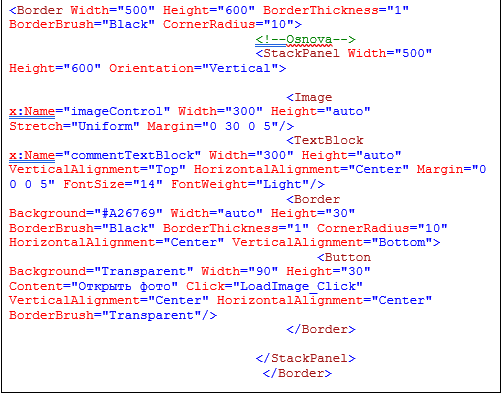 <Border Width="500" Height="600" BorderThickness="1"
BorderBrush="Black" CornerRadius="10">
<!--Osnova-->
<StackPanel Width="500"
Height="600" Orientation="Vertical">
<Image
x:Name="imageControl" Width="300" Height="auto"
Stretch="Uniform" Margin="0 30 0 5"/>
<TextBlock
x:Name="commentTextBlock" Width="300" Height="auto"
VerticalAlignment="Top" HorizontalAlignment="Center" Margin="0
0 0 5" FontSize="14" FontWeight="Light"/>
<Border
Background="#A26769" Width="auto" Height="30"
BorderBrush="Black" BorderThickness="1" CornerRadius="10"
HorizontalAlignment="Center" VerticalAlignment="Bottom">
<Button
Background="Transparent" Width="90" Height="30"
Content="Открыть фото" Click="LoadImage_Click"
VerticalAlignment="Center" HorizontalAlignment="Center"
BorderBrush="Transparent"/>
</Border>
</StackPanel>
</Border>